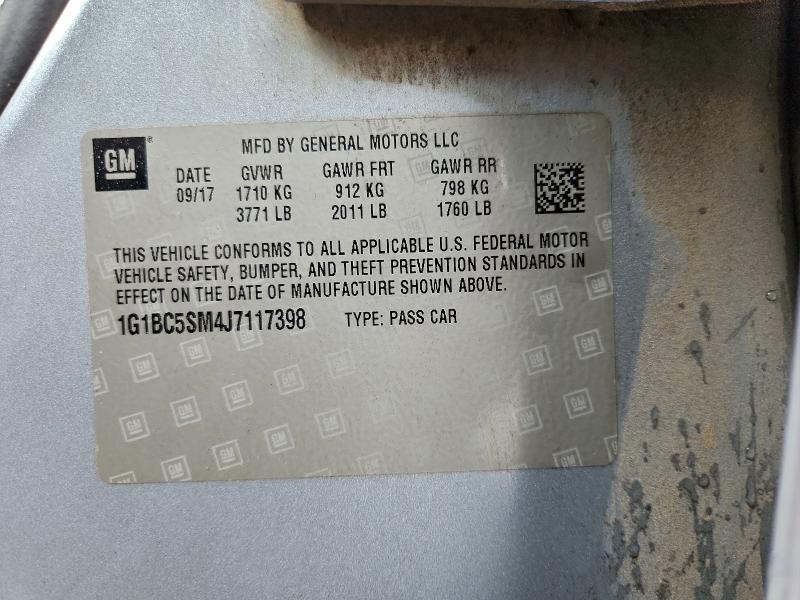 GM
MFD BY GENERAL MOTORS LLC
DATE GVWR GAWR FRT GAWR RR
09/17 1710 KG 912 KG 798 KG
3771 LB 2011 LB 1760 LB
THIS VEHICLE CONFORMS TO ALL APPLICABLE U.S. FEDERAL MOTOR
VEHICLE SAFETY, BUMPER, AND THEFT PREVENTION STANDARDS IN
EFFECT ON THE DATE OF MANUFACTURE SHOWN ABOVE.
1G1BC5SM4J7117398 TYPE: PASS CAR